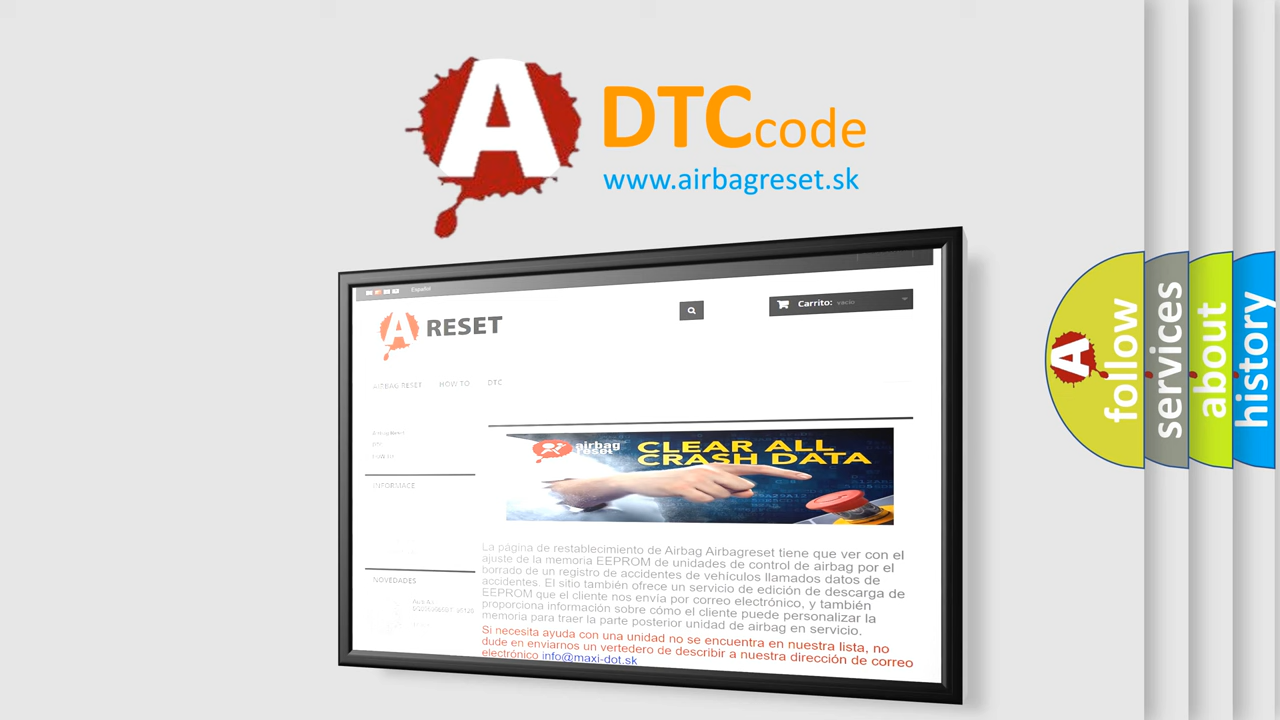 A
DTCcode
www.airbagreset.sk
Español
A RESET
Carrito: vacío
AIRBAG RESET HOW TO DTC
Airbag Reset
INFORMACE
airbag
reset
CLEAR ALL
CRASH DATA
La página de restablecimiento de Airbag Airbagreset tiene que ver con el
ajuste de la memoria EEPROM de unidades de control de airbag por el
borrado de un registro de accidentes de vehículos llamados datos de
accidentes. El sitio también ofrece un servicio de edición de descarga de
EEPROM que el cliente nos envía por correo electrónico, y también
proporciona información sobre cómo el cliente puede personalizar la
memoria para traer la parte posterior unidad de airbag en servicio.
Si necesita ayuda con una unidad no se encuentra en nuestra lista, no
dude en enviarnos un vertedero de describir a nuestra dirección de correo
electrónico info@maxi-dot.sk
NOVEDADES
A
follow
services
about
history